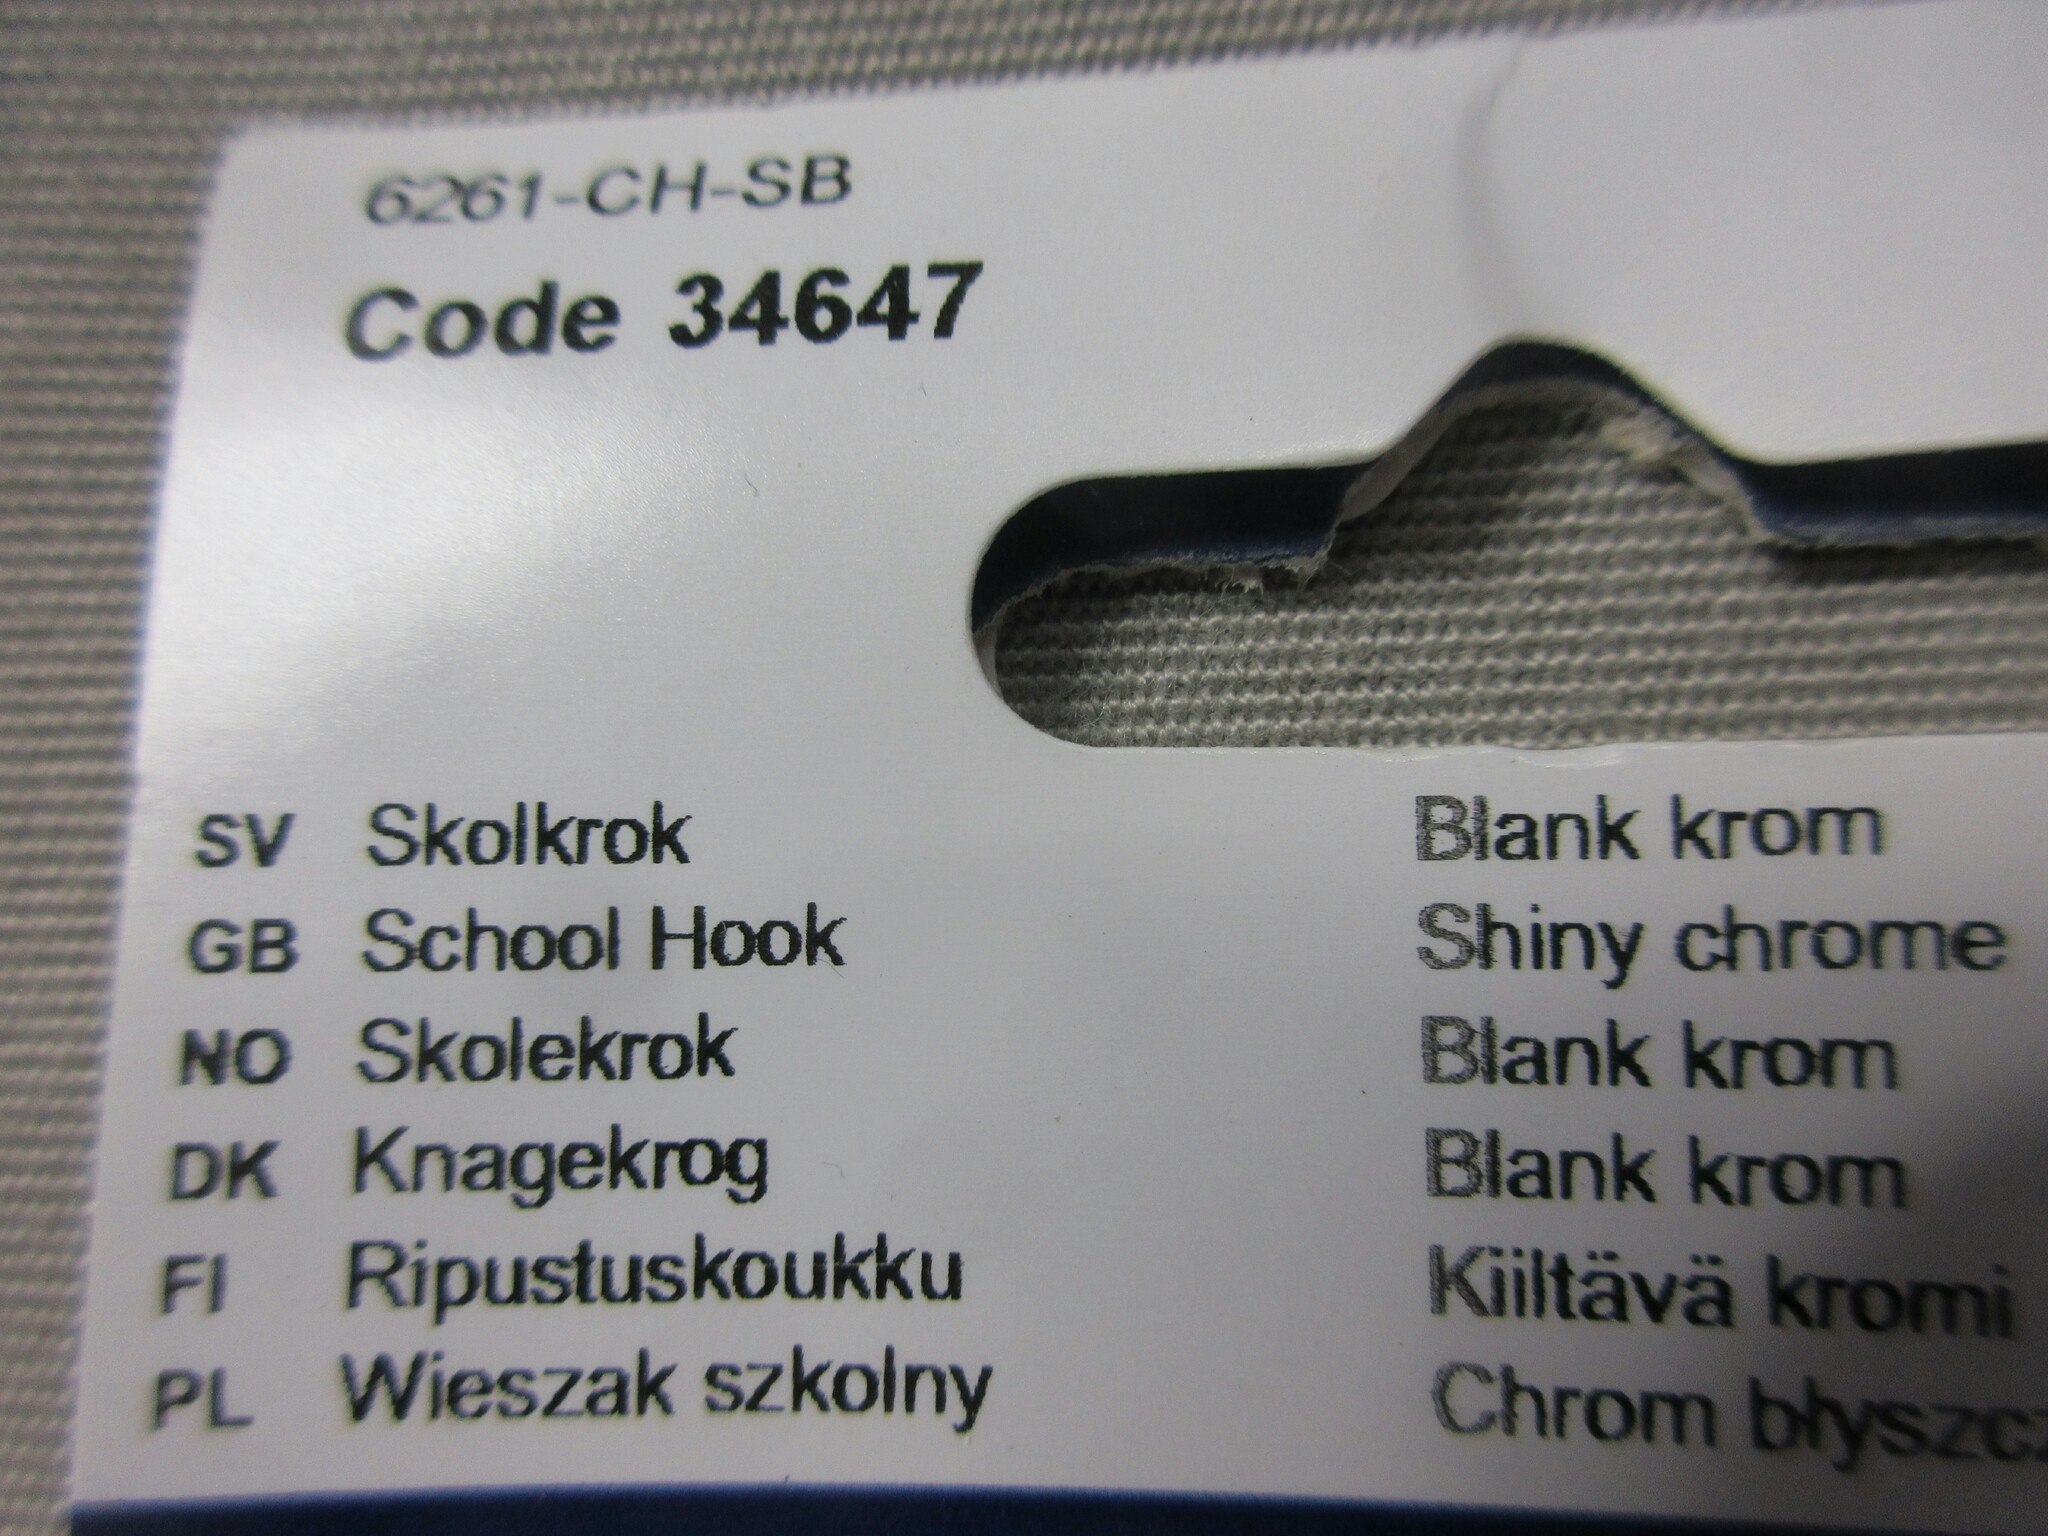 6261-CH-SB
Code 34647
SV Skolkrok Blank krom
GB School Hook Shiny chrome
NO Skolekrok Blank krom
DK Knagekrog Blank krom
FI Ripustuskoukku Kiiltävä kromi
PL Wieszak szkolny Chrom